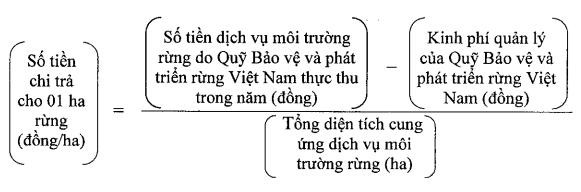 Số tiền
chi trả
cho 01 ha
rừng
(đồng/ha)
=
Số tiền dịch vụ môi trường
rừng do Quỹ Bảo vệ và phát
triển rừng Việt Nam thực thu
trong năm (đồng)
−
Kinh phí quản lý
của Quỹ Bảo vệ và
phát triển rừng Việt
Nam (đồng)
Tổng diện tích cung
ứng dịch vụ môi
trường rừng (ha)